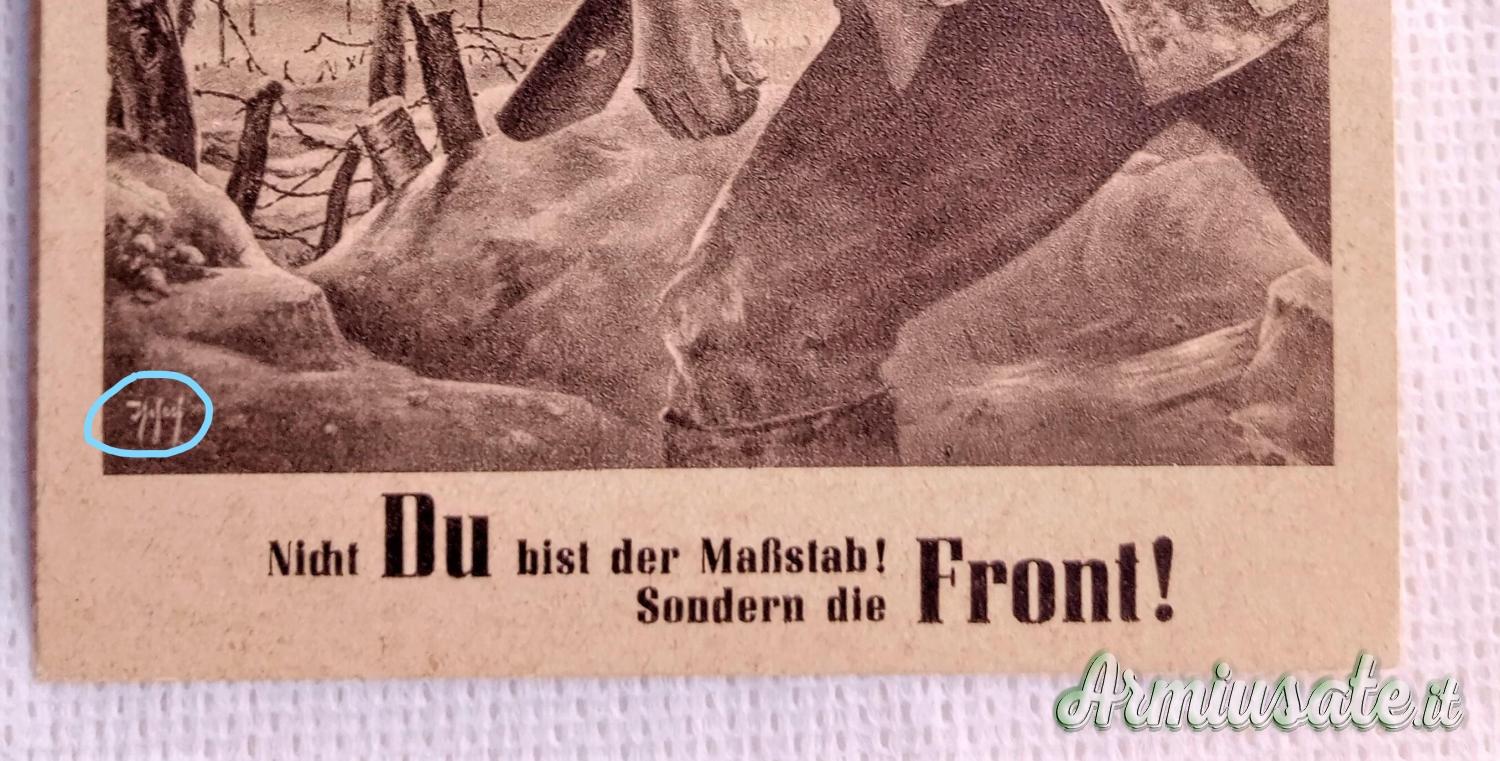 Nicht Du bist der Maßstab!
Sondern die Front!
Armiusate.it